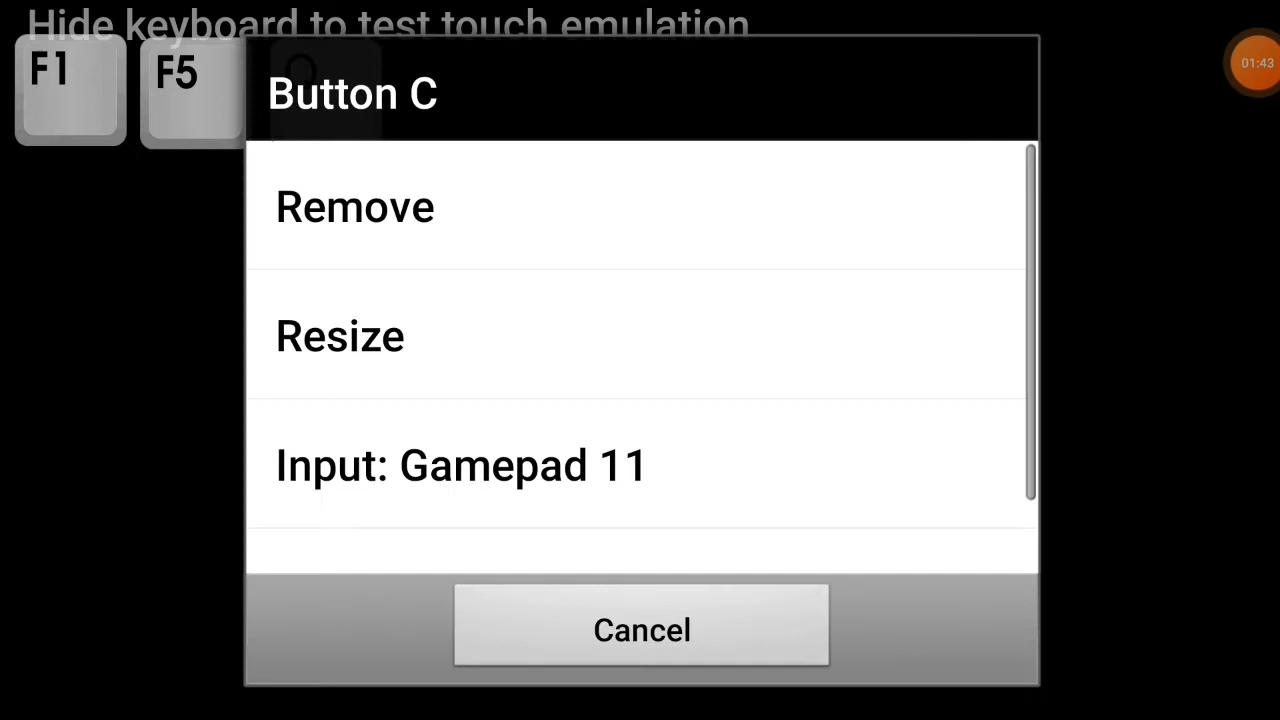 Hide keyboard to test touch emulation
F1
F5
Q
01:43
Button C
Remove
Resize
Input: Gamepad 11
Cancel